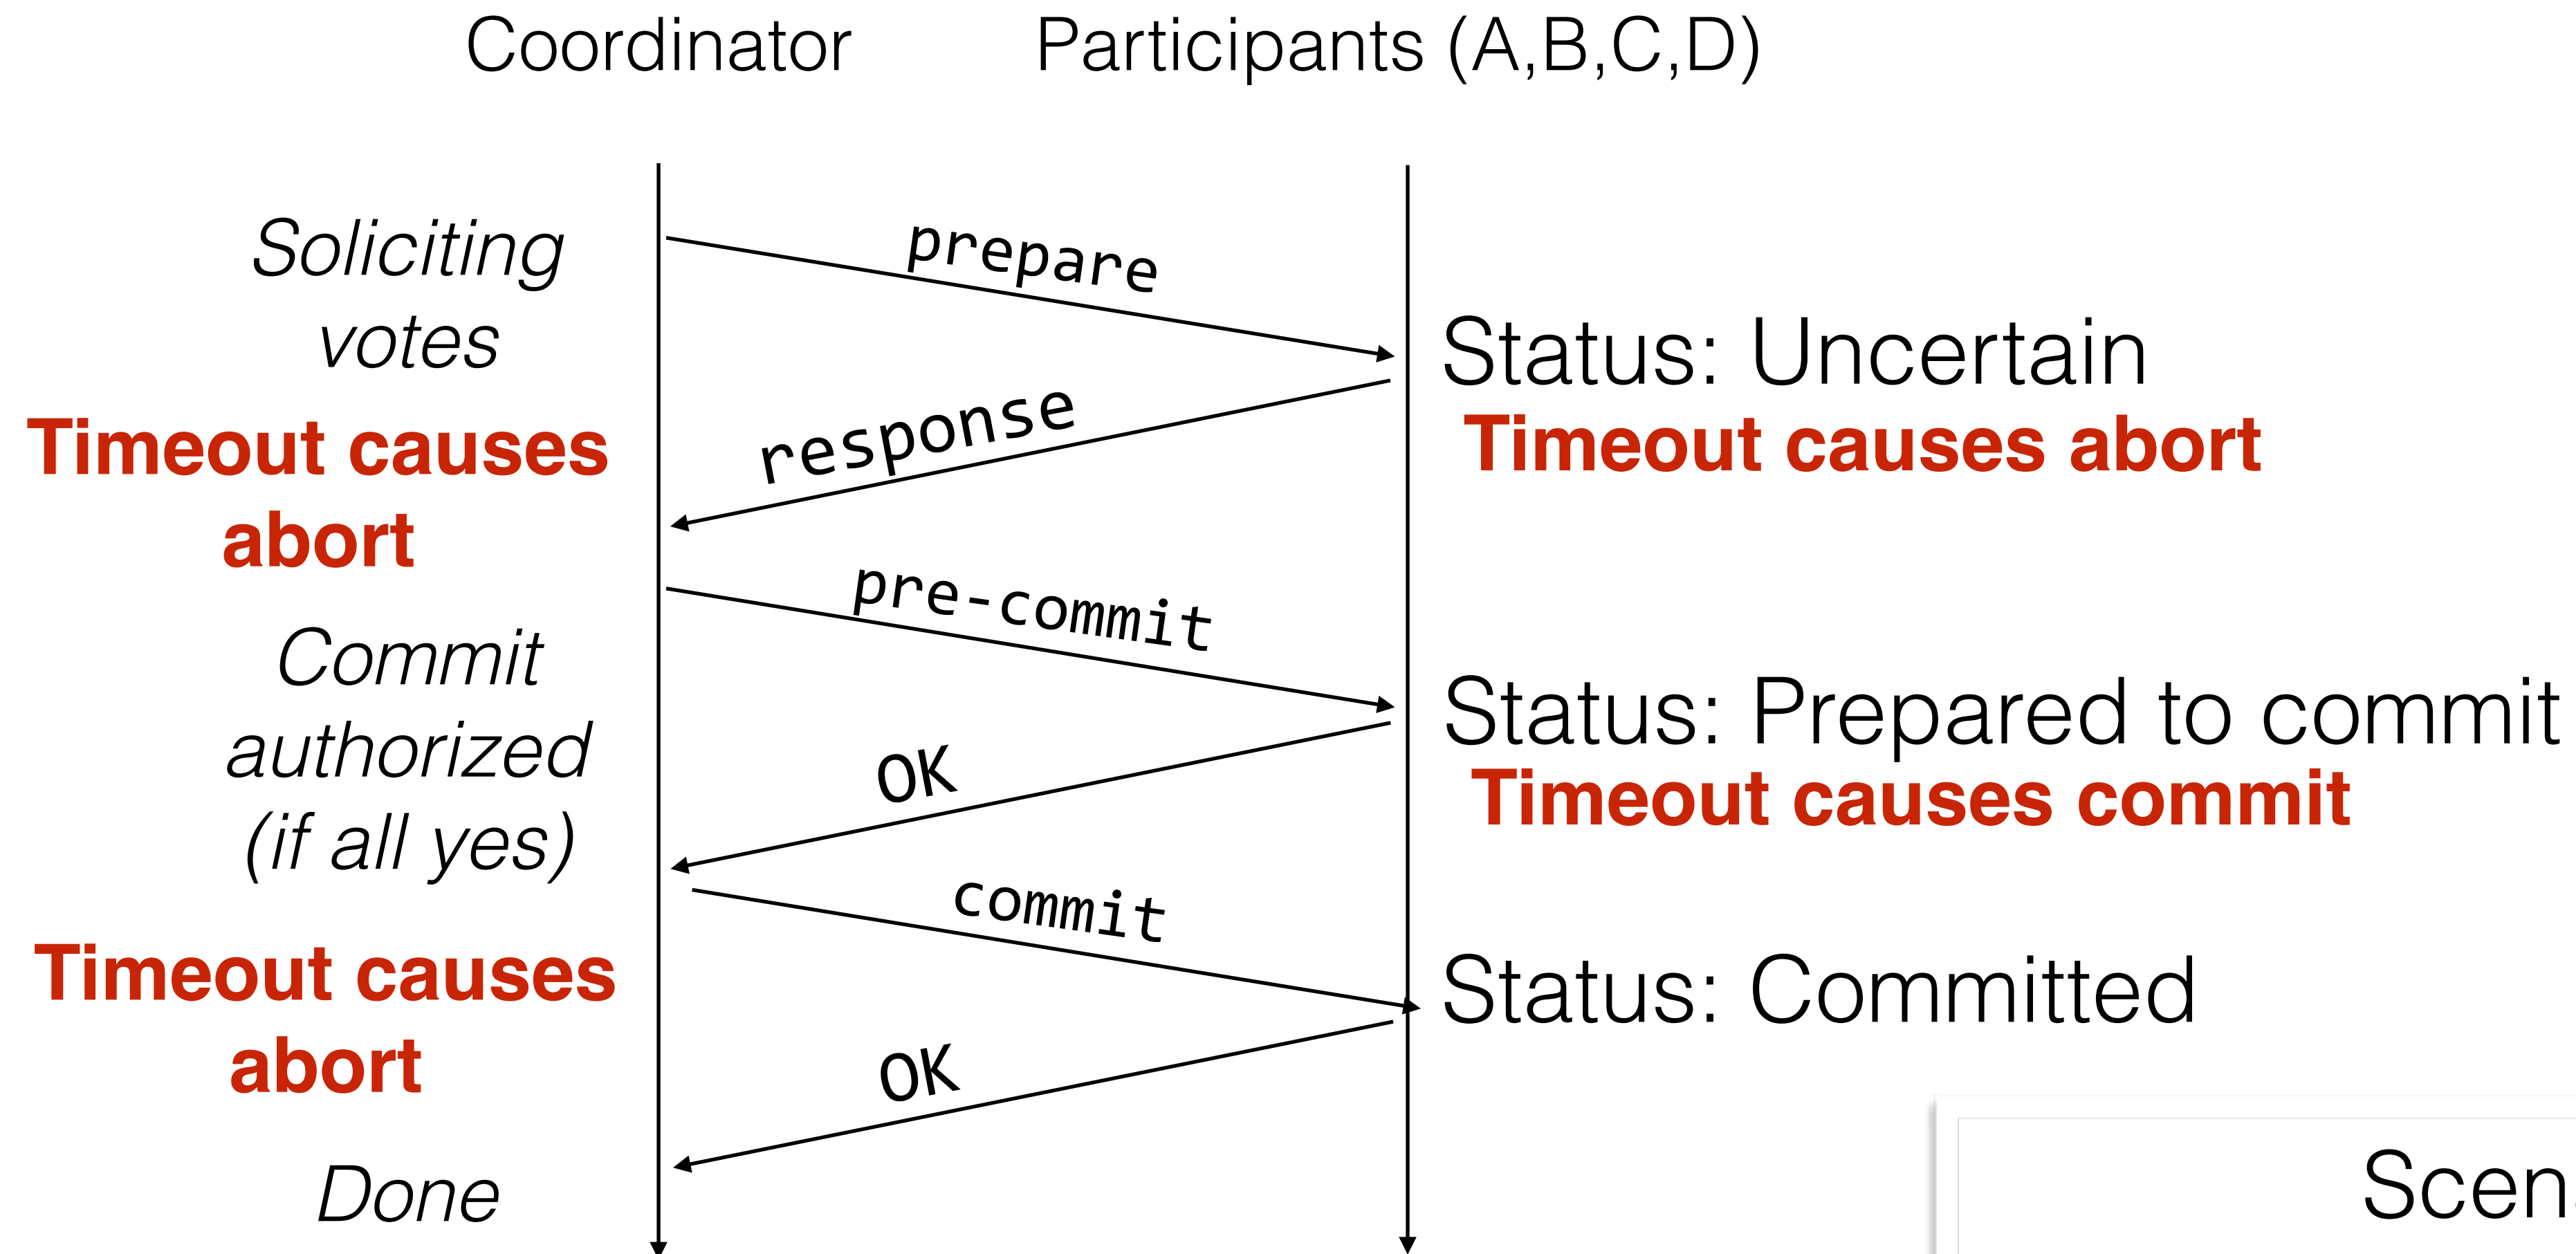 Coordinator
Participants (A,B,C,D)
Soliciting
votes
prepare
Status: Uncertain
Timeout causes abort
response
Timeout causes
abort
pre-commit
Commit
authorized
(if all yes)
Status: Prepared to commit
Timeout causes commit
OK
commit
Timeout causes
abort
Status: Committed
OK
Done